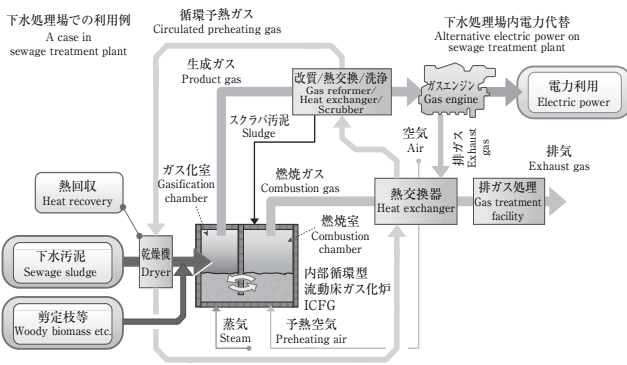 下水処理場での利用例
A case in
sewage treatment plant
循環予熱ガス
Circulated preheating gas
下水処理場内電力代替
Alternative electric power on
sewage treatment plant
生成ガス
Product gas
改質/熱交換/洗浄
Gas reformer/
Heat exchanger/
Scrubber
ガスエンジン
Gas engine
電力利用
Electric power
スクラバ汚泥
Sludge
空気
Air
排ガス
Exhaust
gas
排気
Exhaust gas
ガス化室
Gasification
chamber
燃焼ガス
Combustion gas
熱交換器
Heat exchanger
排ガス処理
Gas treatment
facility
熱回収
Heat recovery
燃焼室
Combustion
chamber
下水汚泥
Sewage sludge
乾燥機
Dryer
内部循環型
流動床ガス化炉
ICFG
剪定枝等
Woody biomass etc.
蒸気
Steam
予熱空気
Preheating air